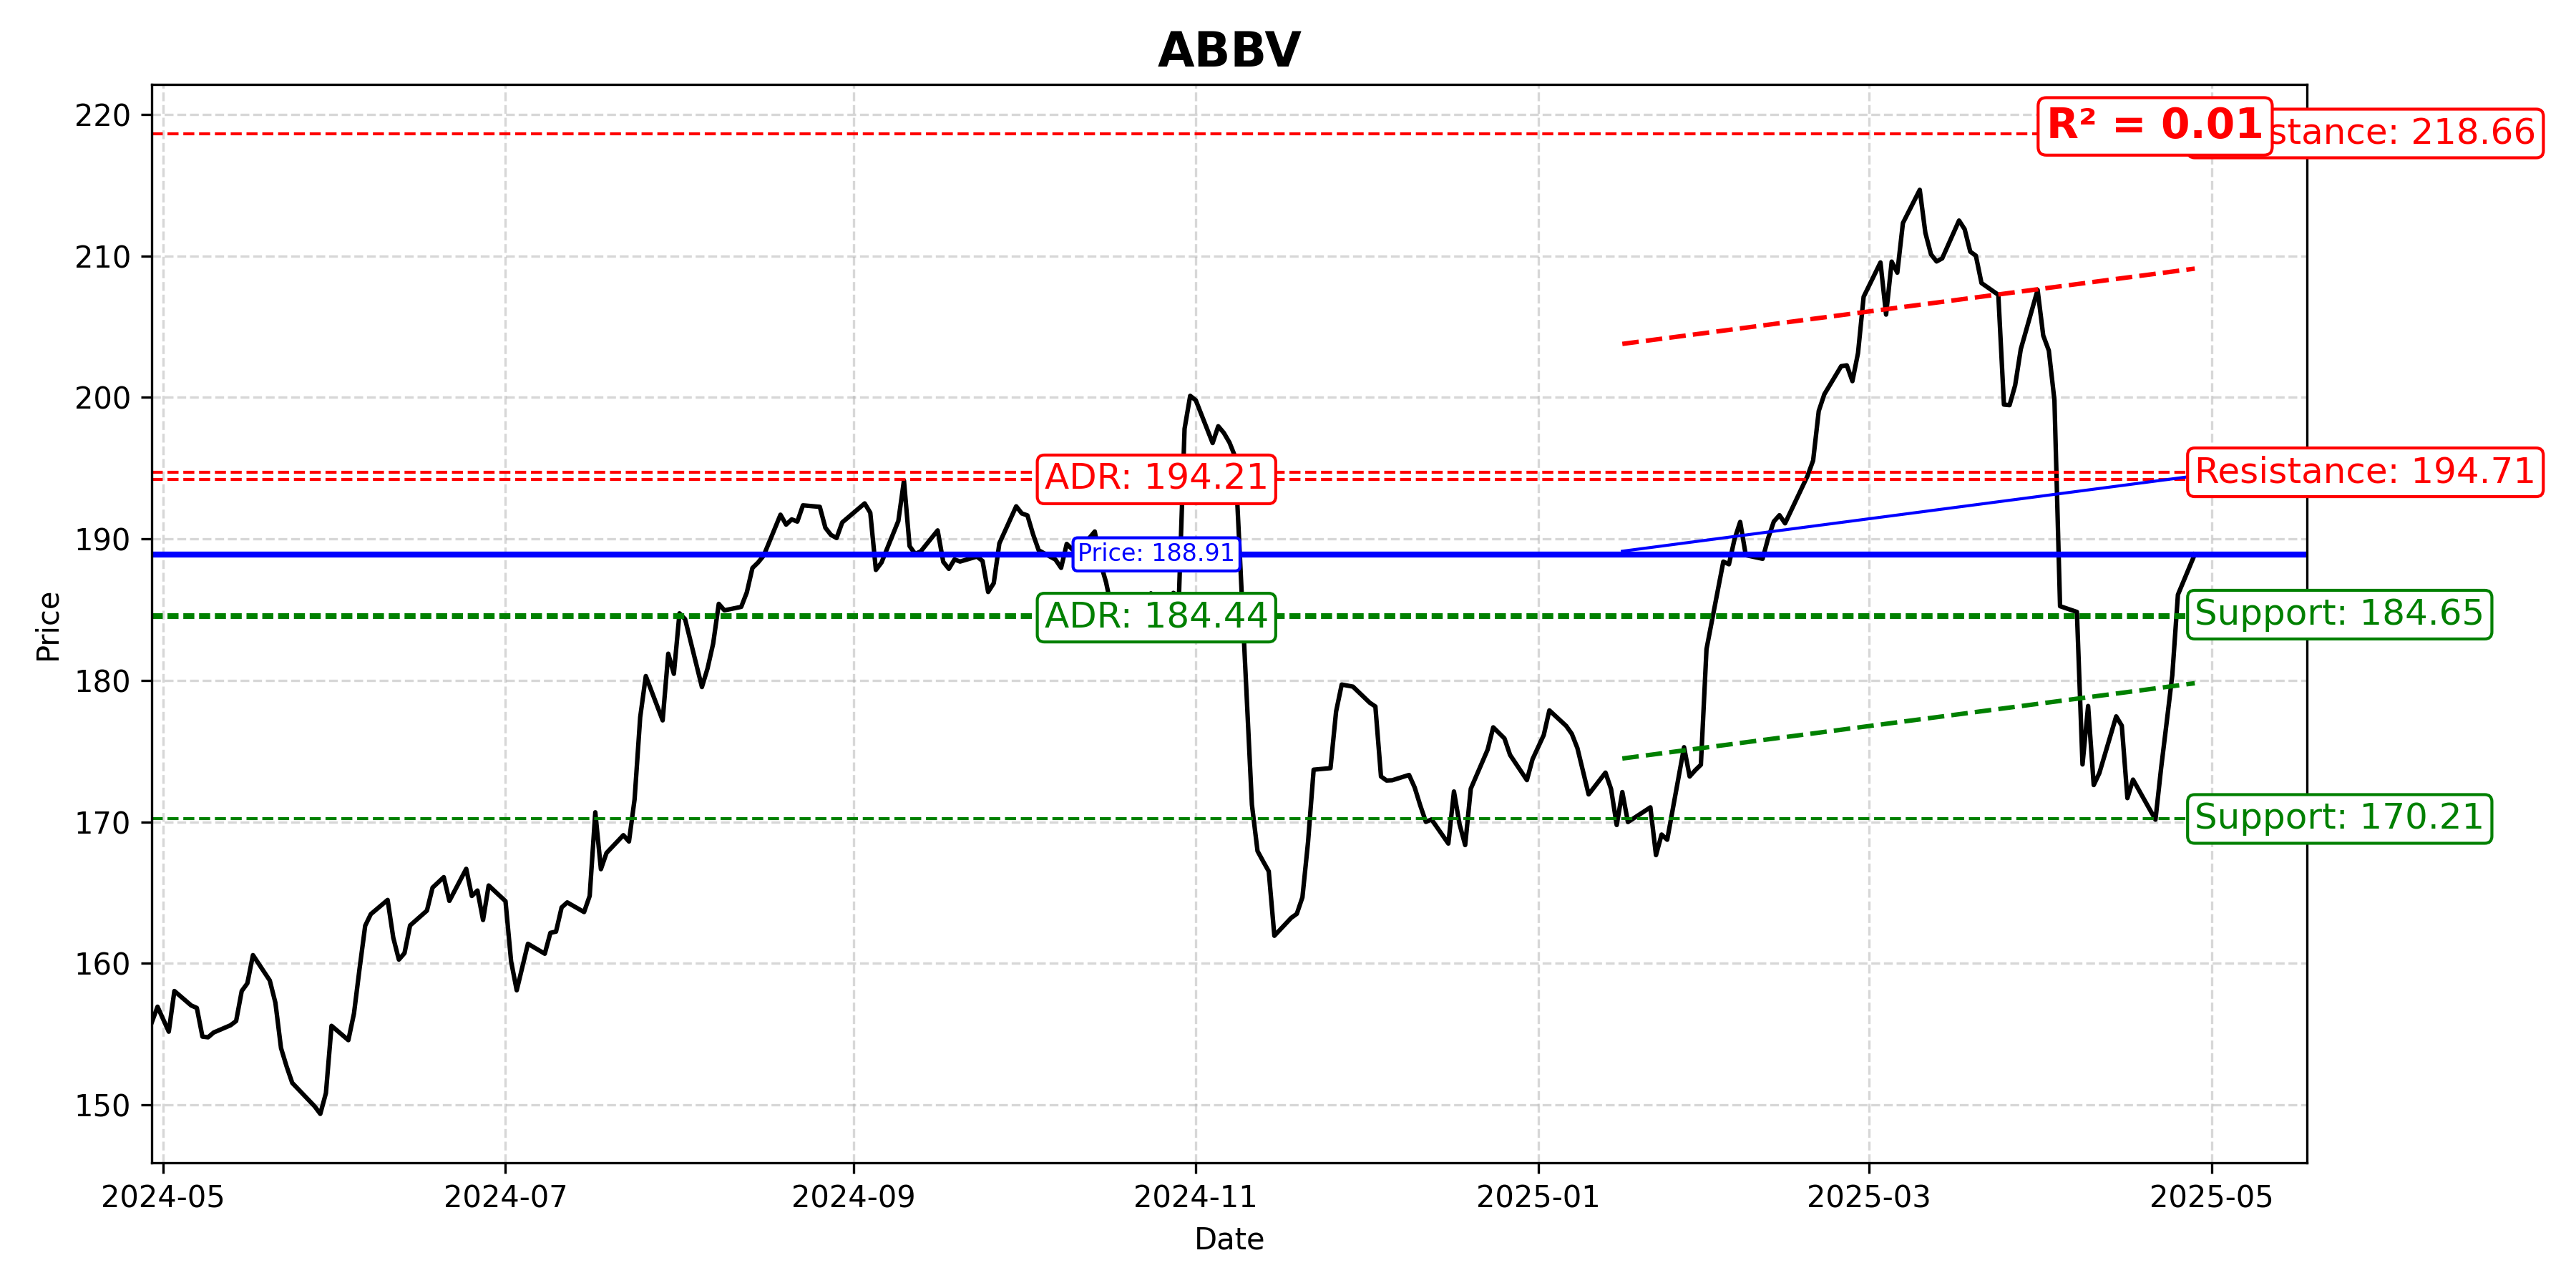 ABBV
220
R² = 0.01
stance: 218.66
210
200
ADR: 194.21
Resistance: 194.71
190
Price: 188.91
ADR: 184.44
Support: 184.65
180
170
Support: 170.21
160
150
Price
2024-05
2024-07
2024-09
2024-11
2025-01
2025-03
2025-05
Date